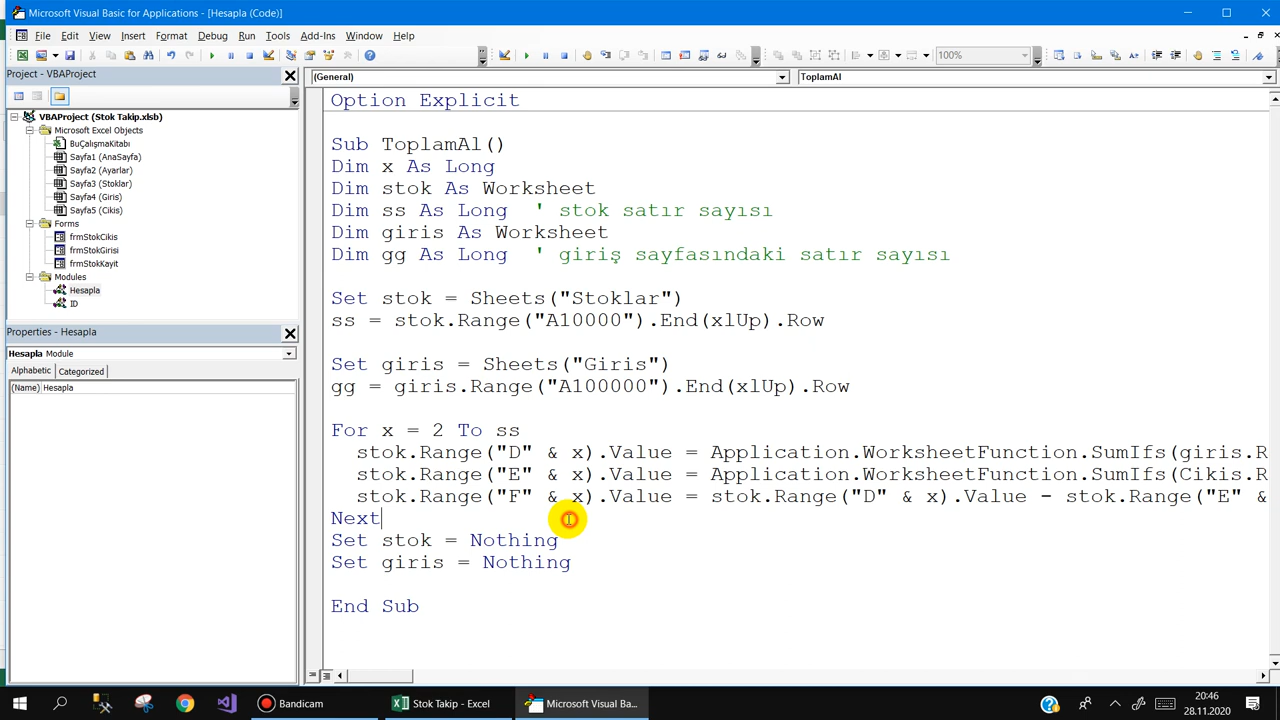 Microsoft Visual Basic for Applications - [Hesapla (Code)]
File Edit View Insert Format Debug Run Tools Add-Ins Window Help
100%
Project - VBAProject
(General)
ToplamAl
VBAProject (Stok Takip.xlsb)
Microsoft Excel Objects
BuÇalışmaKitabı
Sayfa1 (AnaSayfa)
Sayfa2 (Ayarlar)
Sayfa3 (Stoklar)
Sayfa4 (Giris)
Sayfa5 (Cikis)
Forms
frmStokCikis
frmStokGirisi
frmStokKayit
Modules
Hesapla
ID
Properties - Hesapla
Hesapla Module
Alphabetic Categorized
(Name) Hesapla
Option Explicit
Sub ToplamAl()
Dim x As Long
Dim stok As Worksheet
Dim ss As Long ' stok satır sayısı
Dim giris As Worksheet
Dim gg As Long ' giriş sayfasındaki satır sayısı
Set stok = Sheets("Stoklar")
ss = stok.Range("A10000").End(xlUp).Row
Set giris = Sheets("Giris")
gg = giris.Range("A100000").End(xlUp).Row
For x = 2 To ss
stok.Range("D" & x).Value = Application.WorksheetFunction.SumIfs(giris.R
stok.Range("E" & x).Value = Application.WorksheetFunction.SumIfs(Cikis.R
stok.Range("F" & x).Value = stok.Range("D" & x).Value - stok.Range("E" &
Next
Set stok = Nothing
Set giris = Nothing
End Sub
Bandicam
Stok Takip - Excel
Microsoft Visual Ba...
20:46
28.11.2020